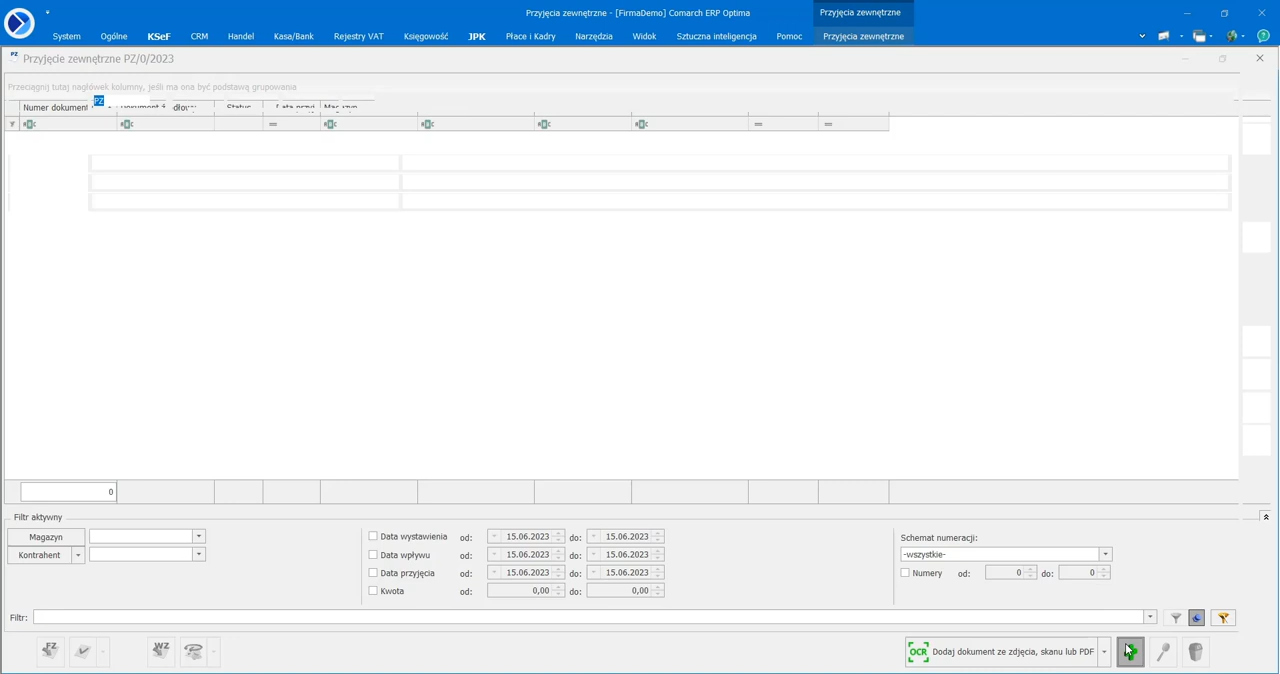 Przyjęcia zewnętrzne - [FirmaDemo] Comarch ERP Optima
Przyjęcia zewnętrzne
System Ogólne KSeF CRM Handel Kasa/Bank Rejestry VAT Księgowość JPK Płace i Kadry Narzędzia Widok Sztuczna inteligencja Pomoc Przyjęcia zewnętrzne
PZ Przyjęcie zewnętrzne PZ/0/2023
Przeciągnij tutaj nagłówek kolumny, jeśli ma ona być podstawą grupowania
PZ
Numer dokument
0
Filtr aktywny
Magazyn
Kontrahent
Data wystawienia od: 15.06.2023 do: 15.06.2023
Data wpływu od: 15.06.2023 do: 15.06.2023
Data przyjęcia od: 15.06.2023 do: 15.06.2023
Kwota od: 0,00 do: 0,00
Schemat numeracji:
-wszystkie-
Numery od: 0 do: 0
Filtr:
FZ WZ OCR Dodaj dokument ze zdjęcia, skanu lub PDF